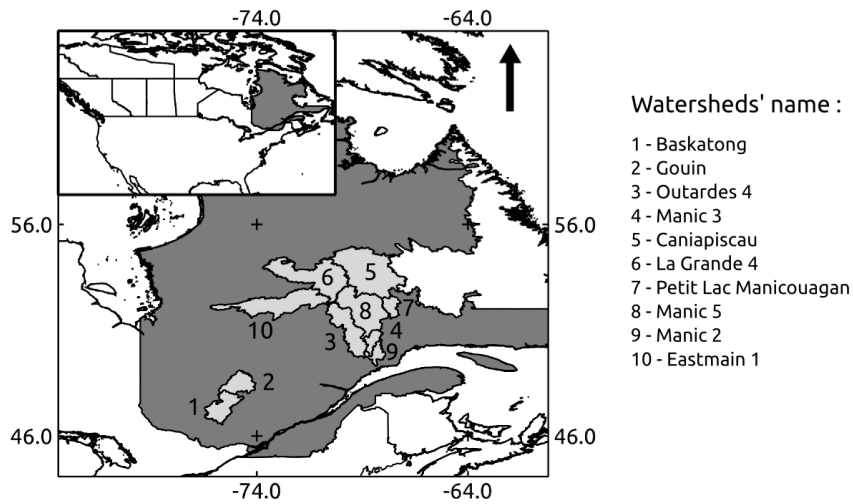 -74.0 -64.0
Watersheds' name :
1 - Baskatong
2 - Gouin
3 - Outardes 4
4 - Manic 3
5 - Caniapiscau
6 - La Grande 4
7 - Petit Lac Manicouagan
8 - Manic 5
9 - Manic 2
10 - Eastmain 1
56.0 56.0
5
6
7
8
10
3
4
9
2
1
46.0 46.0
-74.0 -64.0